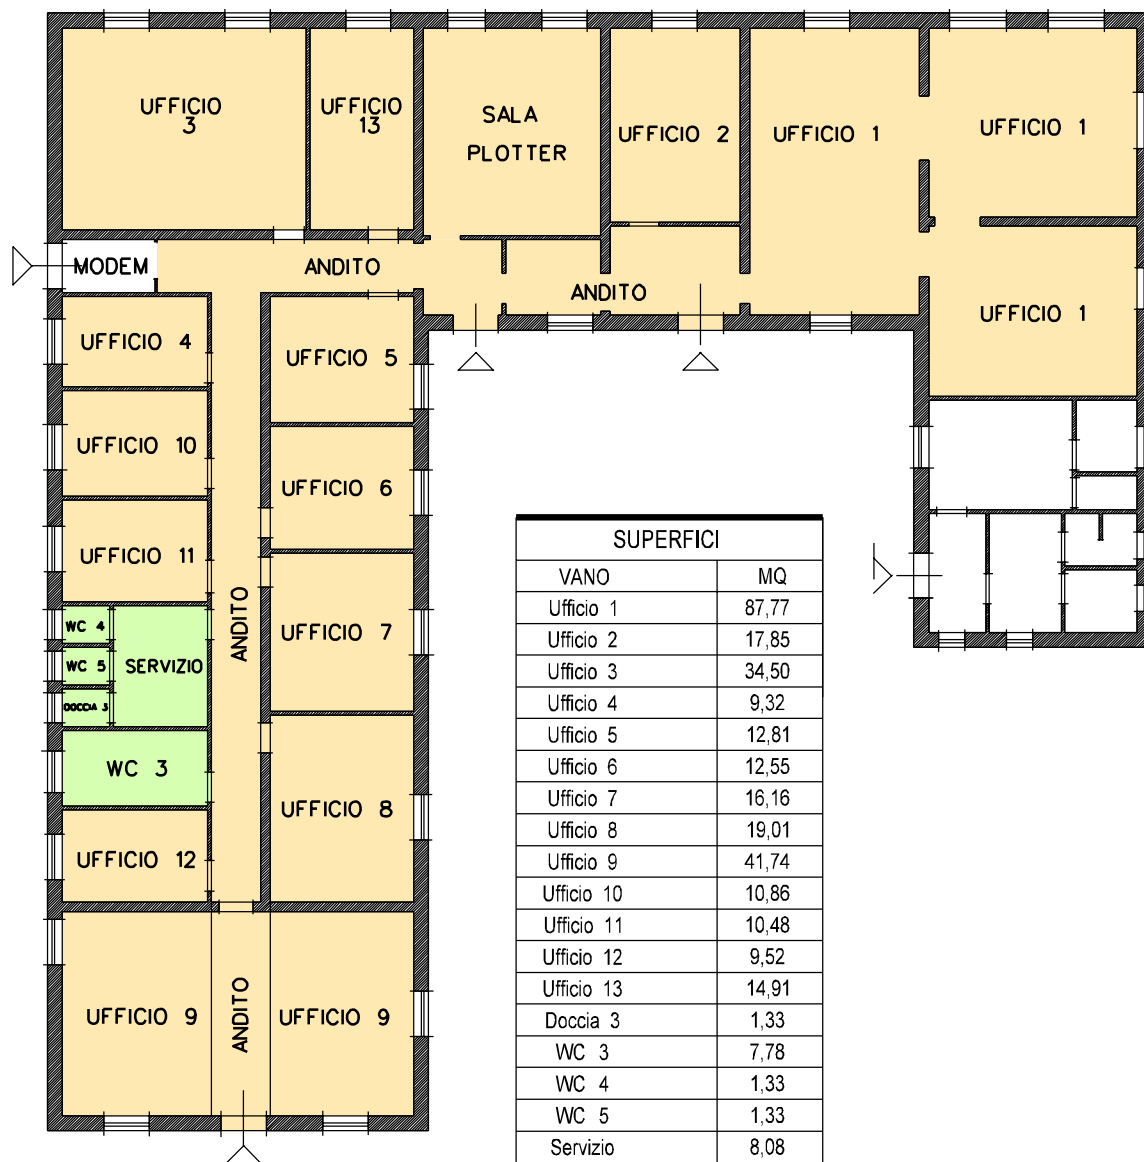 UFFICIO
3
UFFICIO
13
SALA
PLOTTER
UFFICIO 2
UFFICIO 1
UFFICIO 1
MODEM
ANDITO
ANDITO
UFFICIO 1
UFFICIO 4
UFFICIO 5
UFFICIO 10
UFFICIO 6
UFFICIO 11
ANDITO
UFFICIO 7
WC 4
WC 5
SERVIZIO
DOCCIA 3
WC 3
UFFICIO 8
UFFICIO 12
UFFICIO 9
ANDITO
UFFICIO 9
SUPERFICI
VANO MQ
Ufficio 1 87,77
Ufficio 2 17,85
Ufficio 3 34,50
Ufficio 4 9,32
Ufficio 5 12,81
Ufficio 6 12,55
Ufficio 7 16,16
Ufficio 8 19,01
Ufficio 9 41,74
Ufficio 10 10,86
Ufficio 11 10,48
Ufficio 12 9,52
Ufficio 13 14,91
Doccia 3 1,33
WC 3 7,78
WC 4 1,33
WC 5 1,33
Servizio 8,08